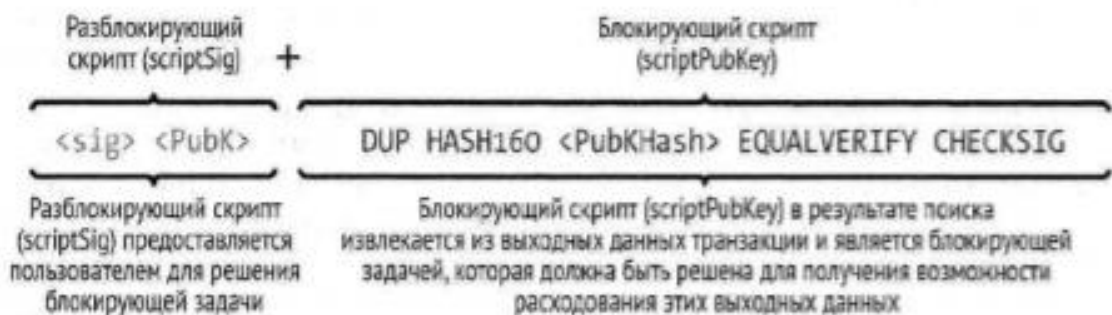 Разблокирующий
скрипт (scriptSig)
+
Блокирующий скрипт
(scriptPubKey)
<sig> <PubK>
DUP HASH160 <PubKHash> EQUALVERIFY CHECKSIG
Разблокирующий скрипт
(scriptSig) предоставляется
пользователем для решения
блокирующей задачи
Блокирующий скрипт (scriptPubKey) в результате поиска
извлекается из выходных данных транзакции и является блокирующей
задачей, которая должна быть решена для получения возможности
расходования этих выходных данных